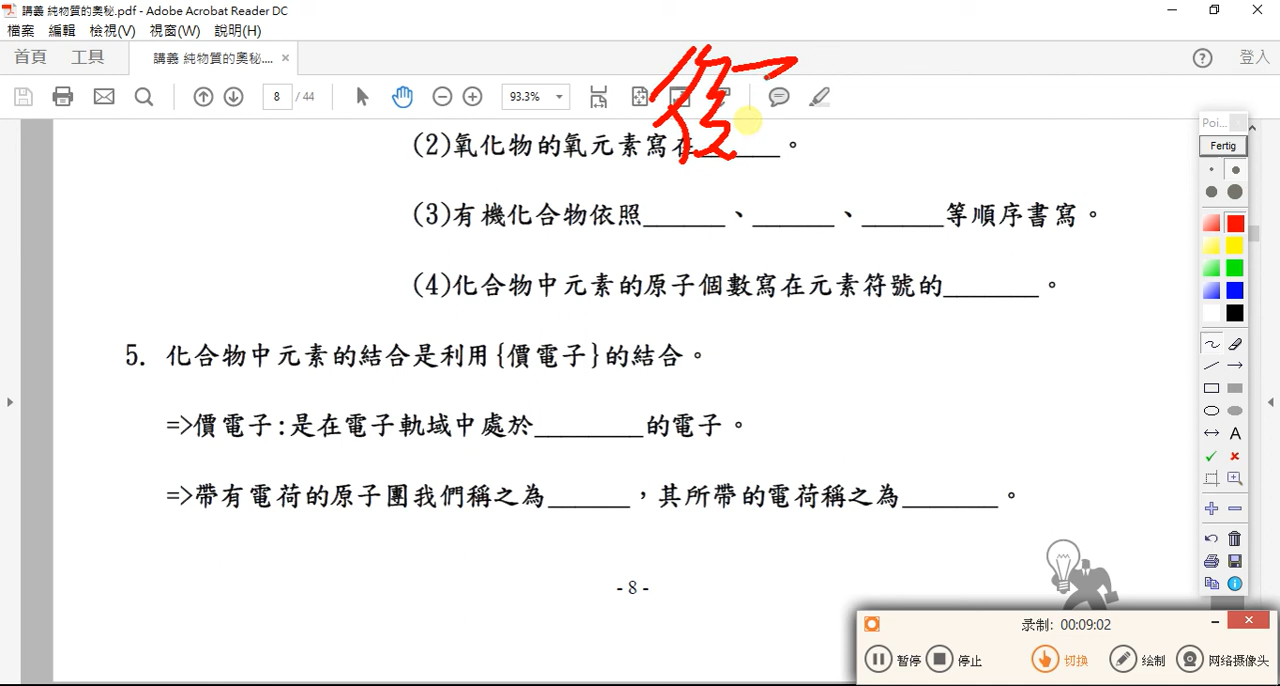 講義 純物質的奧秘.pdf - Adobe Acrobat Reader DC
檔案 編輯 檢視(V) 視窗(W) 說明(H)
首頁 工具 講義 純物質的奧秘.... × 登入
8 / 44 93.3%
後
Poi...
Fertig
(2)氧化物的氧元素寫在______。
(3)有機化合物依照______、______、______等順序書寫。
(4)化合物中元素的原子個數寫在元素符號的_______。
5. 化合物中元素的結合是利用{價電子}的結合。
=>價電子:是在電子軌域中處於________的電子。
=>帶有電荷的原子團我們稱之為______，其所帶的電荷稱之為_______。
A
- 8 -
录制: 00:09:02
暂停 停止 切换 绘制 网络摄像头